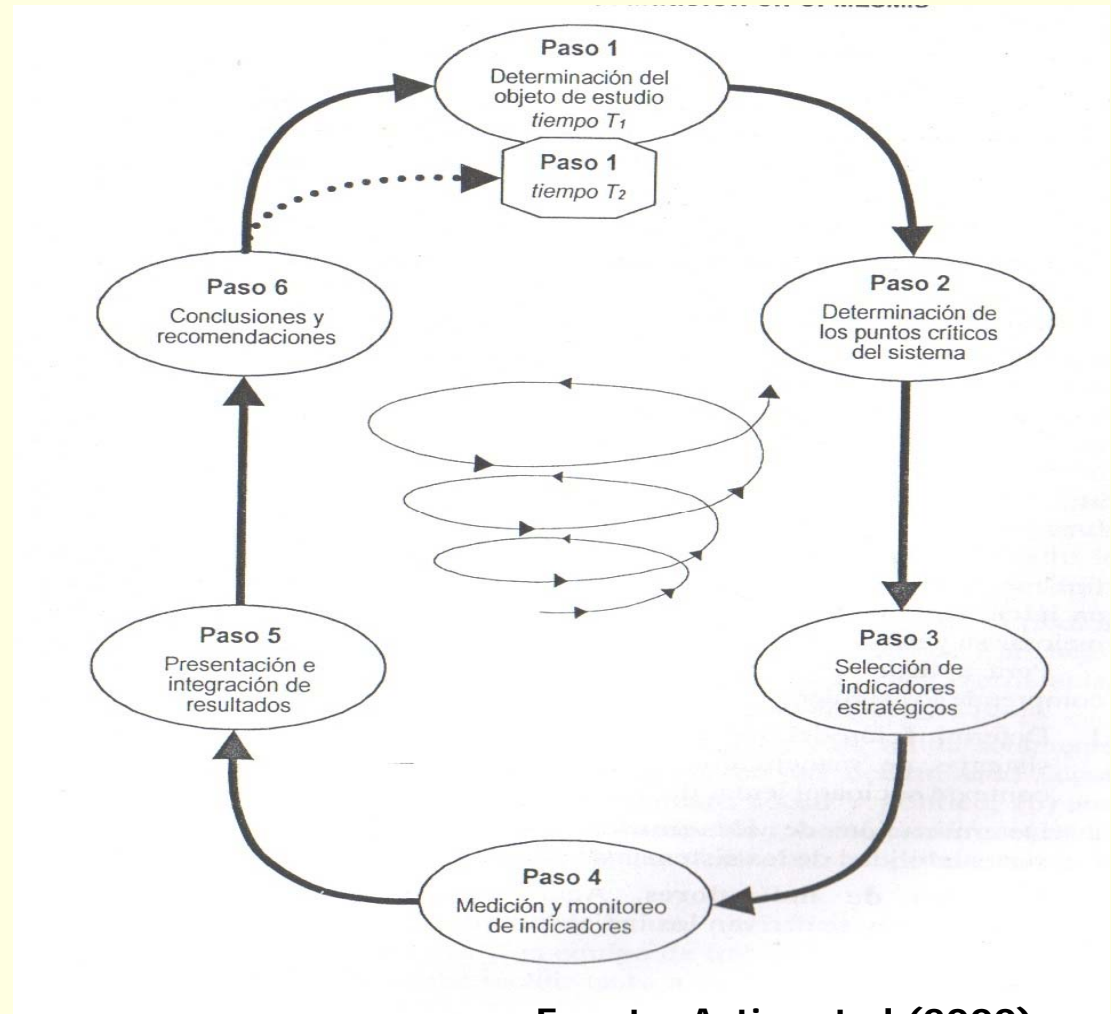 Paso 1
Determinación del
objeto de estudio
tiempo T1
Paso 1
tiempo T2
Paso 2
Determinación de
los puntos críticos
del sistema
Paso 3
Selección de
indicadores
estratégicos
Paso 4
Medición y monitoreo
de indicadores
Paso 5
Presentación e
integración de
resultados
Paso 6
Conclusiones y
recomendaciones